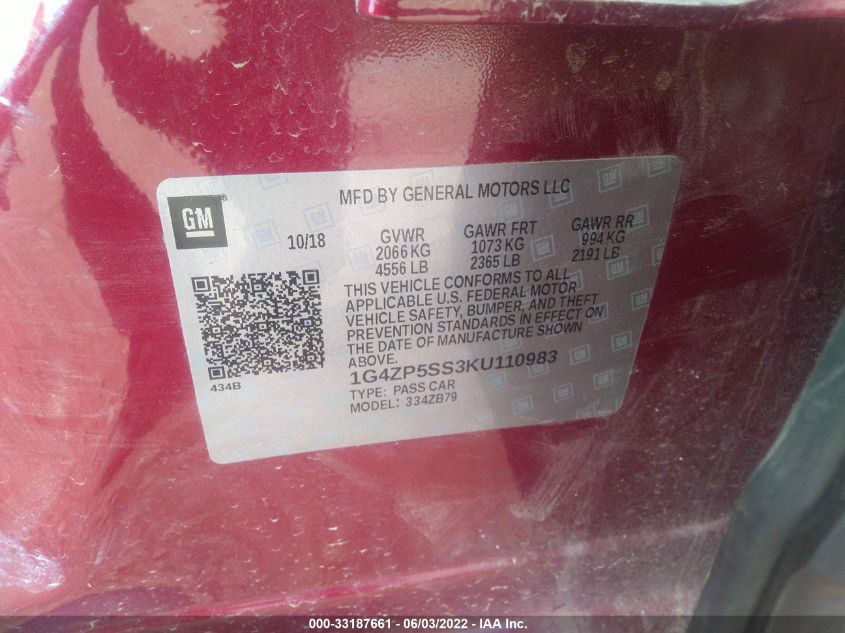 MFD BY GENERAL MOTORS LLC
GM
10/18
GVWR GAWR FRT GAWR RR
2066 KG 1073 KG 994 KG
4556 LB 2365 LB 2191 LB
THIS VEHICLE CONFORMS TO ALL
APPLICABLE U.S. FEDERAL MOTOR
VEHICLE SAFETY, BUMPER, AND THEFT
PREVENTION STANDARDS IN EFFECT ON
THE DATE OF MANUFACTURE SHOWN
ABOVE.
434B
1G4ZP5SS3KU110983
TYPE: PASS CAR
MODEL: 334ZB79
000-33187661 - 06/03/2022 - IAA Inc.